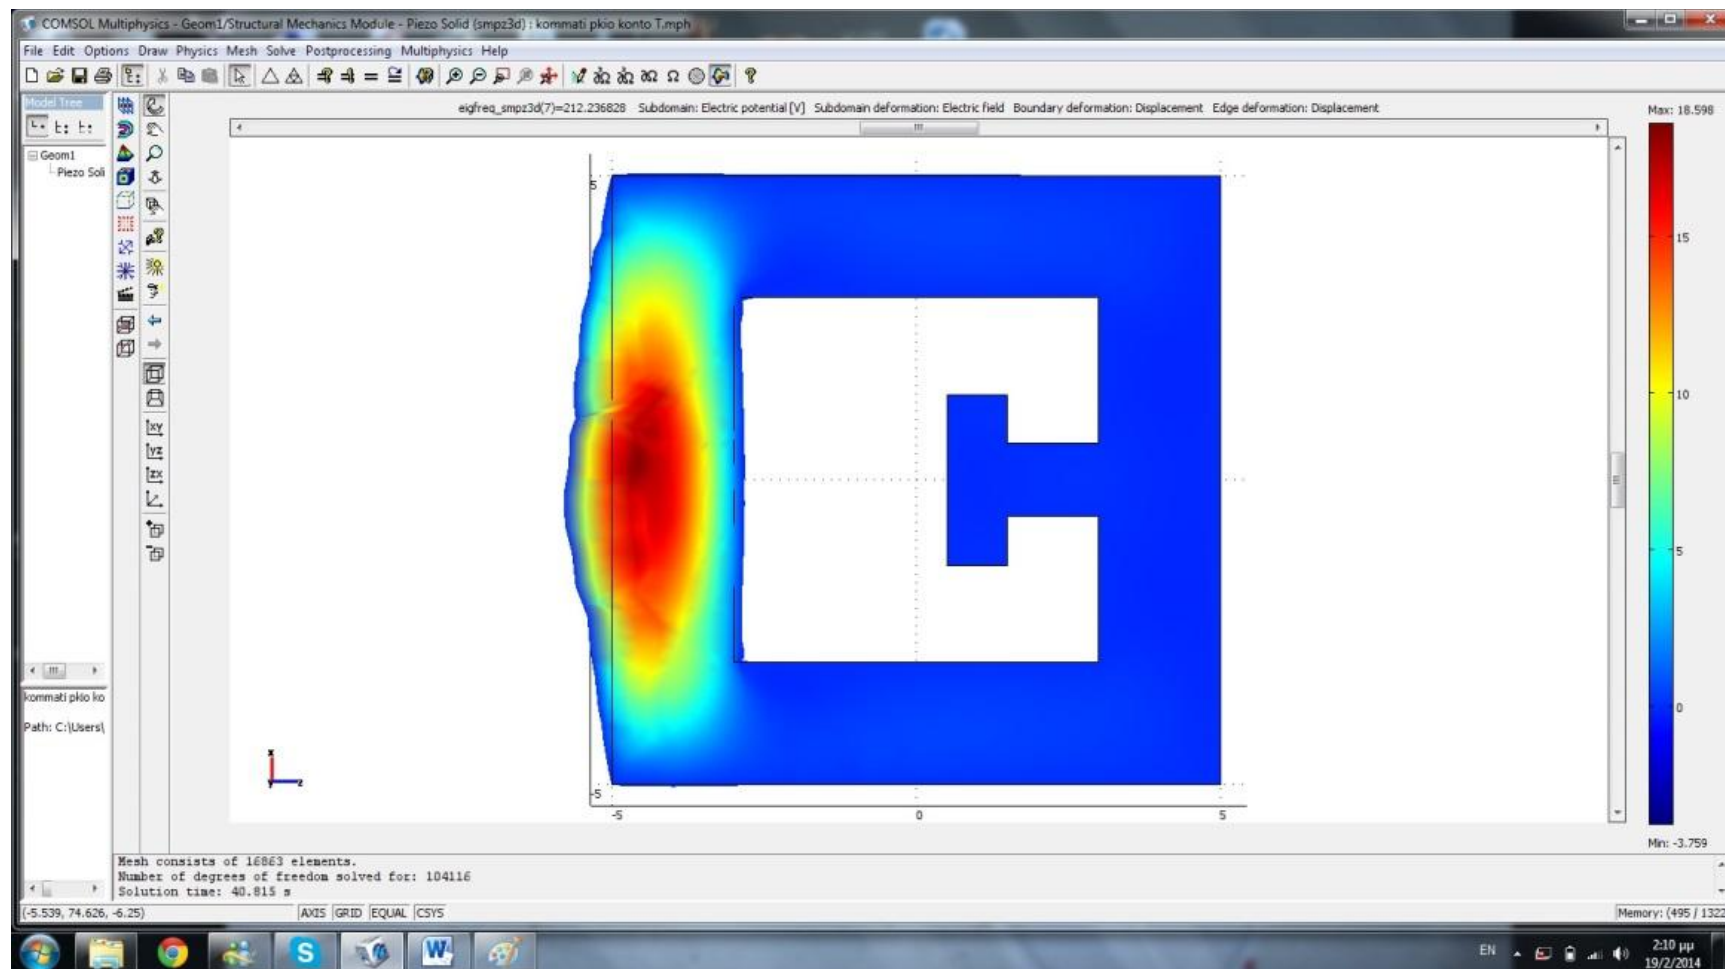 COMSOL Multiphysics - Geom1/Structural Mechanics Module - Piezo Solid (smpz3d) : kommati pkio konto T.mph
File Edit Options Draw Physics Mesh Solve Postprocessing Multiphysics Help
Model Tree
Geom1
Piezo Soli
eigfreq_smpz3d(7)=212.236828 Subdomain: Electric potential [V] Subdomain deformation: Electric field Boundary deformation: Displacement Edge deformation: Displacement
Max: 18.598
5
15
10
5
0
-5
-5 0 5
x
y z
Min: -3.759
kommati pkio ko
Path: C:\Users\
xy
yz
zx
Mesh consists of 16863 elements.
Number of degrees of freedom solved for: 104116
Solution time: 40.815 s
(-5.539, 74.626, -6.25) AXIS GRID EQUAL CSYS Memory: (495 / 1322
EN 2:10 μμ
19/2/2014